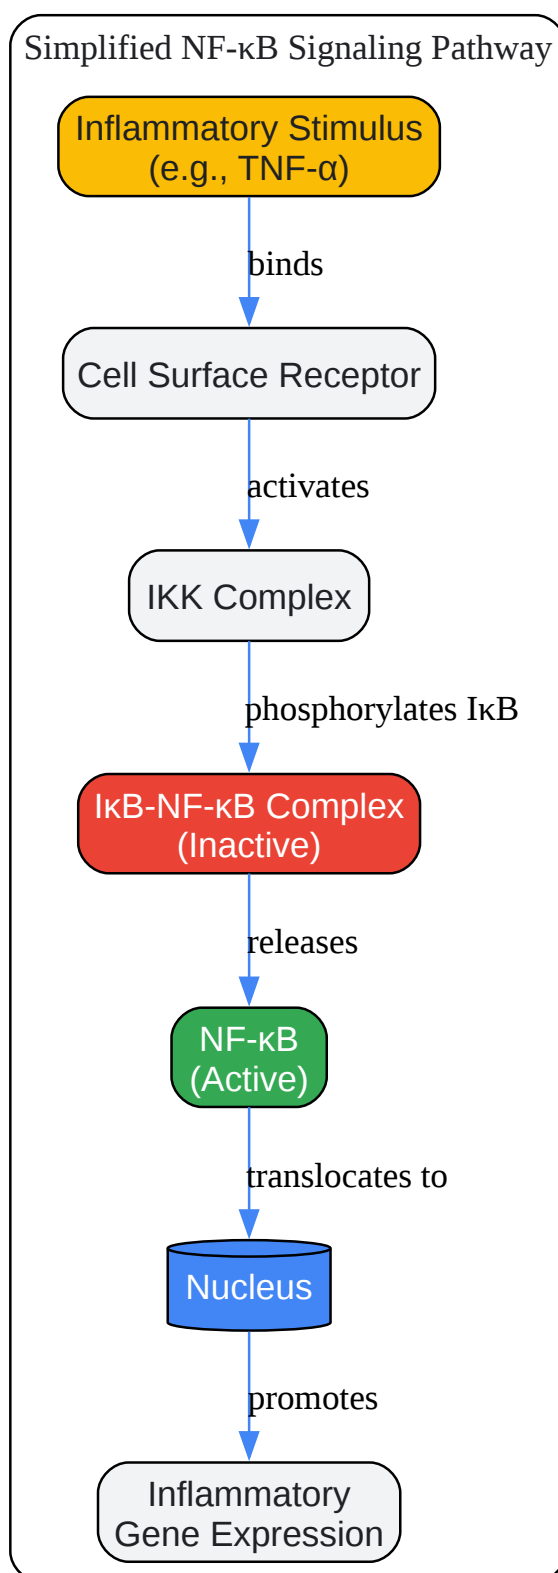 Simplified NF-κB Signaling Pathway
Inflammatory Stimulus
(e.g., TNF-α)
binds
Cell Surface Receptor
activates
IKK Complex
phosphorylates IκB
IκB-NF-κB Complex
(Inactive)
releases
NF-κB
(Active)
translocates to
Nucleus
promotes
Inflammatory
Gene Expression